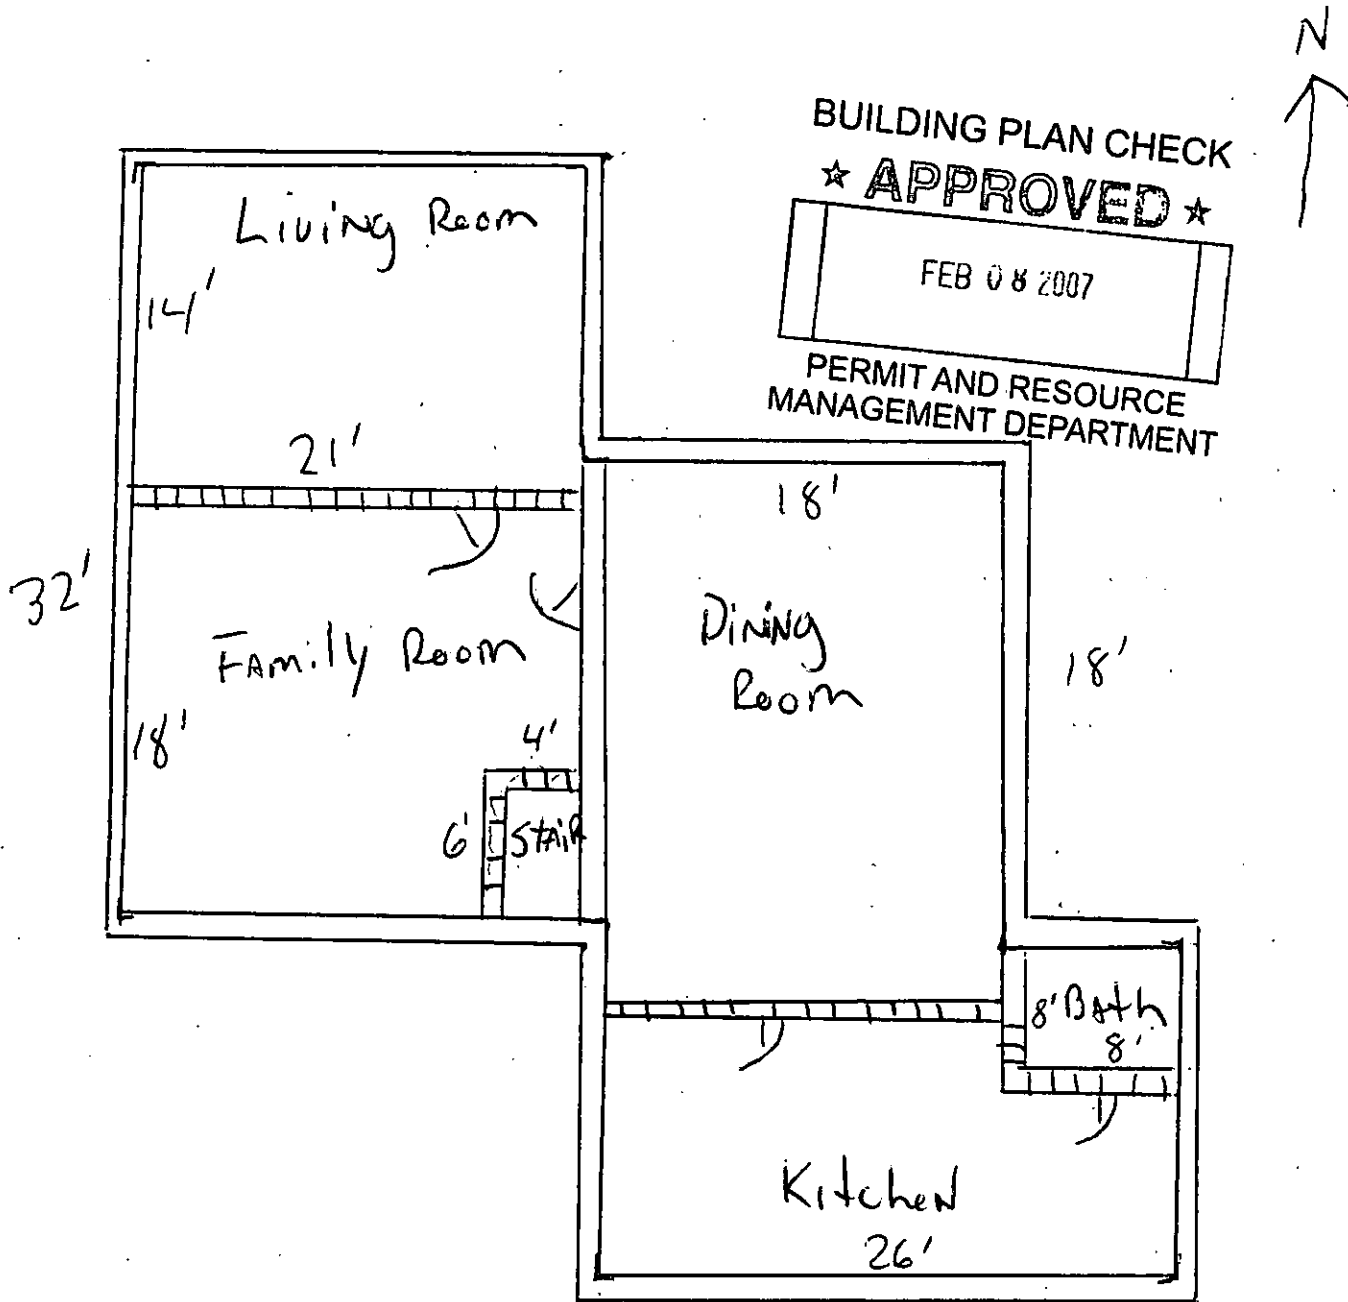 N
BUILDING PLAN CHECK
☆ APPROVED ☆
FEB 08 2007
PERMIT AND RESOURCE
MANAGEMENT DEPARTMENT
Living Room
14'
21'
32'
Family Room
18'
4'
6'
Stair
18'
Dining
Room
18'
8' Bath
8'
Kitchen
26'